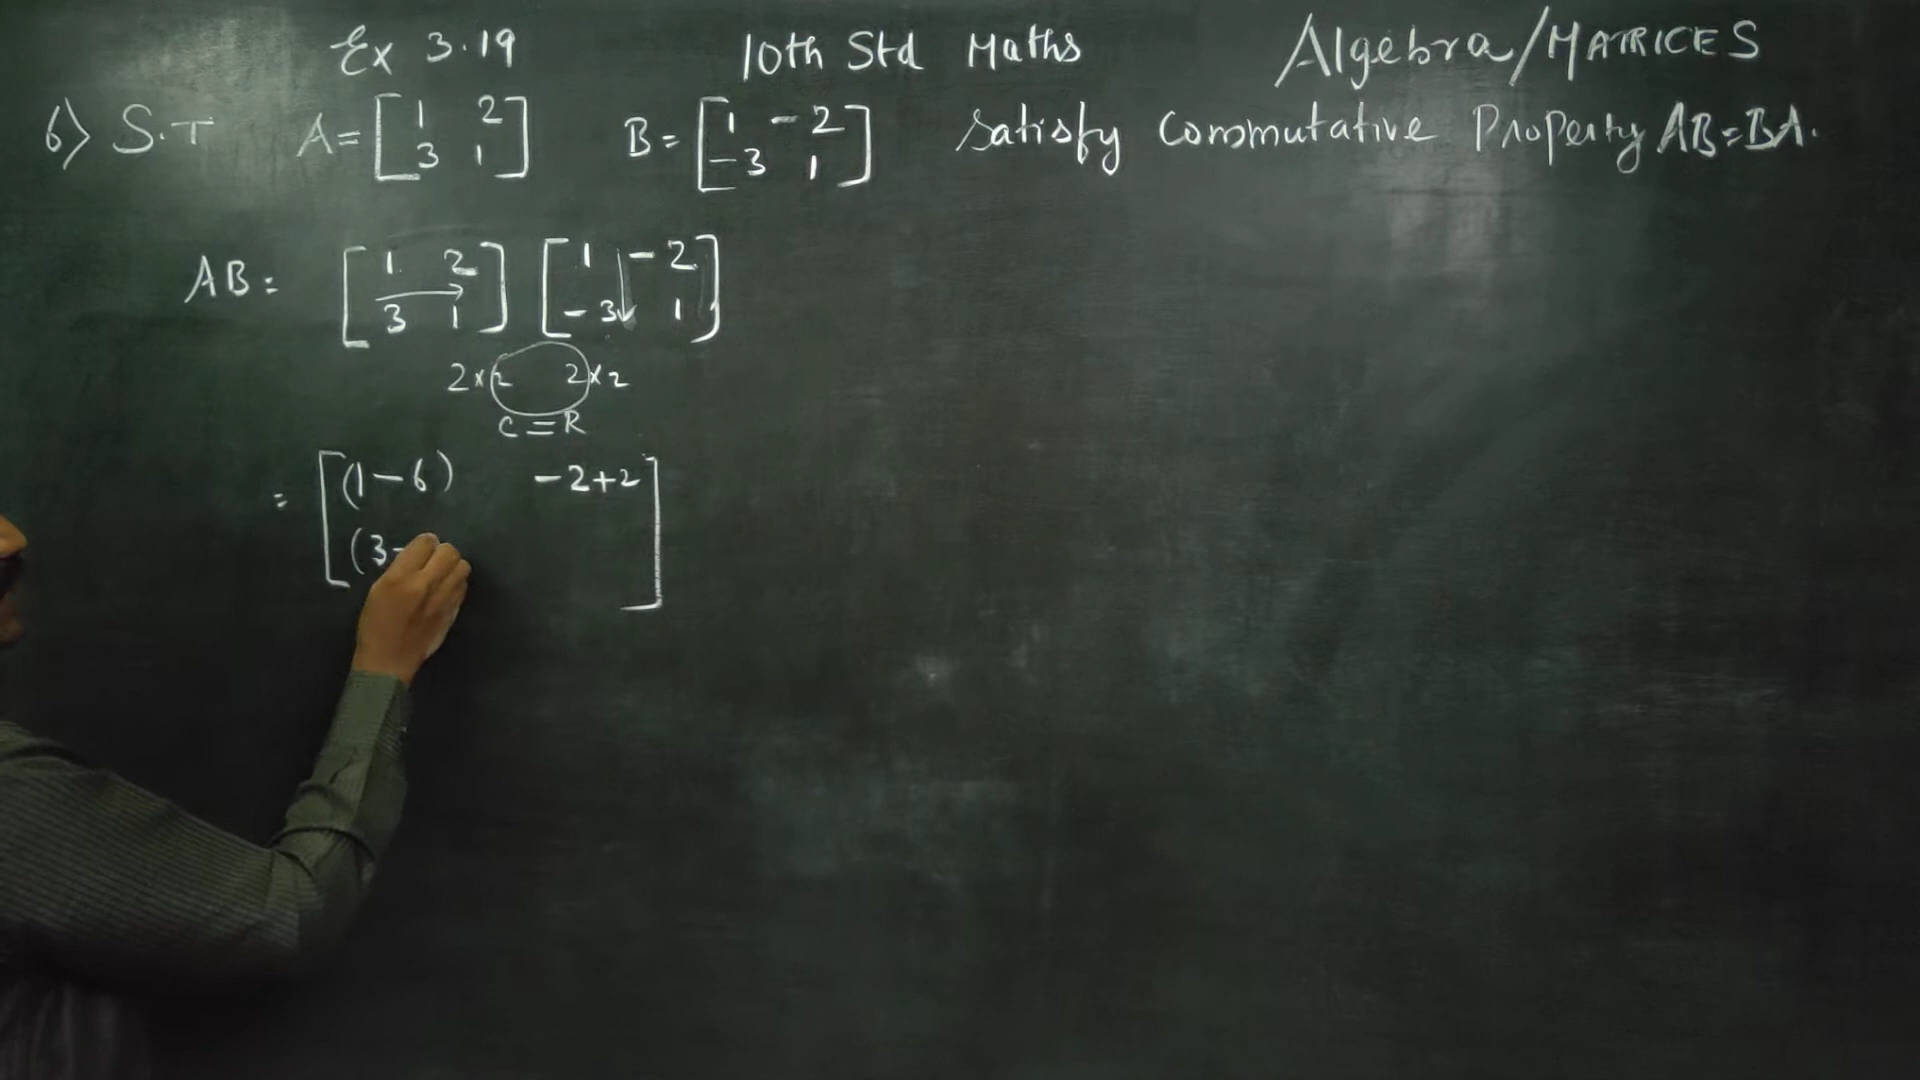 Ex 3.19 10th Std Maths Algebra/MATRICES
6) S.T A = [ 1 2 B = [ 1 -2 satisfy Commutative Property AB=BA.
3 1 ] -3 1 ]
AB = [ 1 2 [ 1 -2
3 1 ] -3 1 ]
2×2 2×2
C = R
= [ (1-6) -2+2 ]
(3-